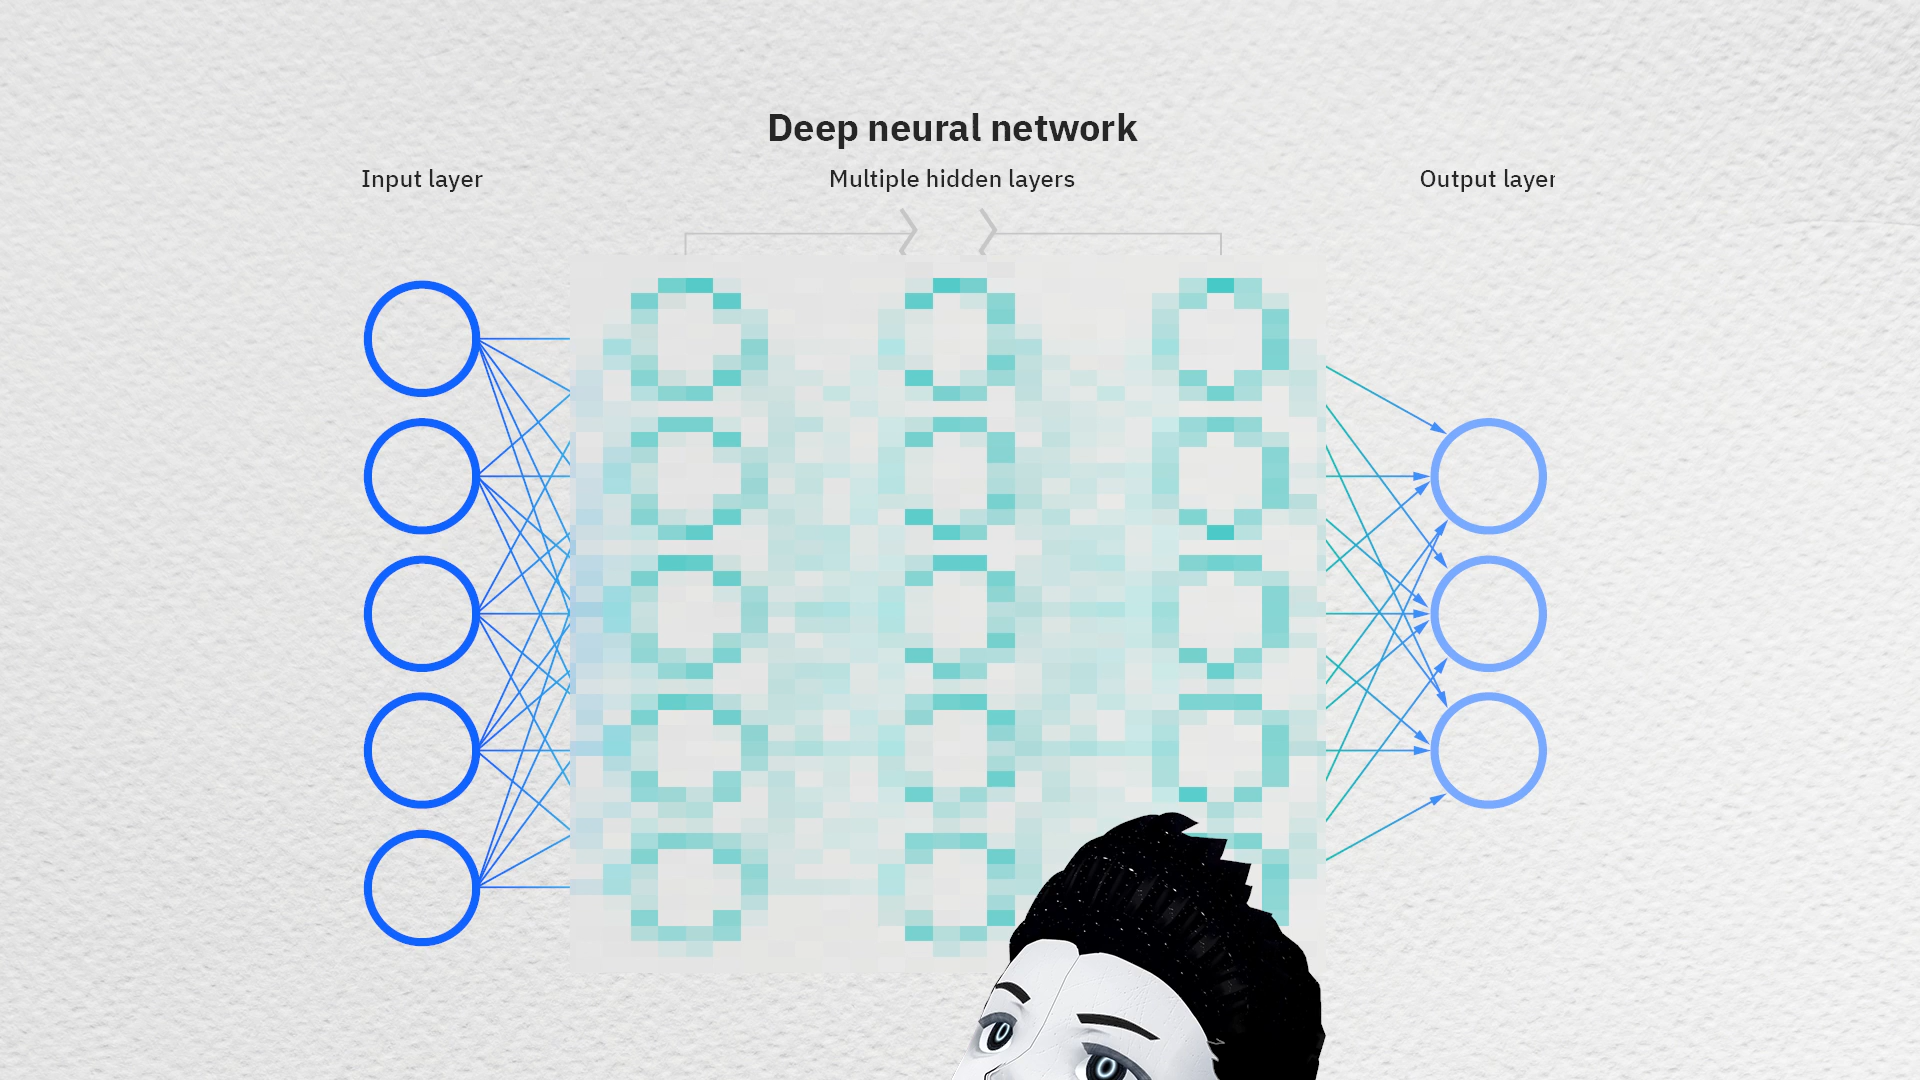 Deep neural network
Input layer
Multiple hidden layers
Output layer